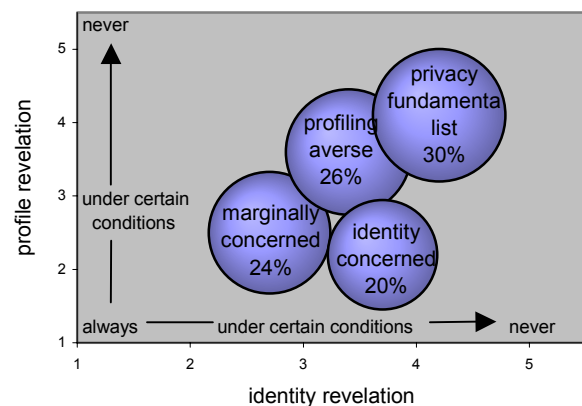 never
5
privacy
fundamenta
list
30%
4
profiling
averse
26%
profile revelation
3
under certain
conditions
marginally
concerned
24%
identity
concerned
20%
2
always
under certain conditions
never
1
1
2
3
4
5
identity revelation